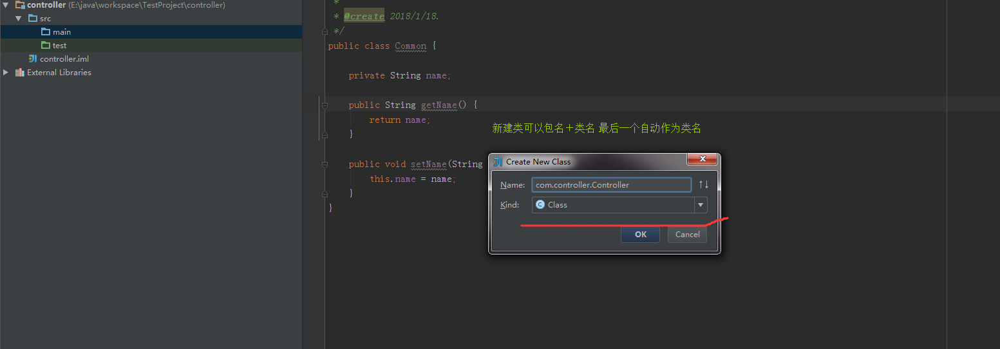 controller (E:\java\workspace\TestProject\controller)
src
main
test
controller.iml
External Libraries
*
* @create 2018/1/18.
*/
public class Common {
private String name;
public String getName() {
return name;
}
public void setName(String
this.name = name;
}
}
新建类可以包名+类名 最后一个自动作为类名
Create New Class
Name: com.controller.Controller
Kind: Class
OK Cancel